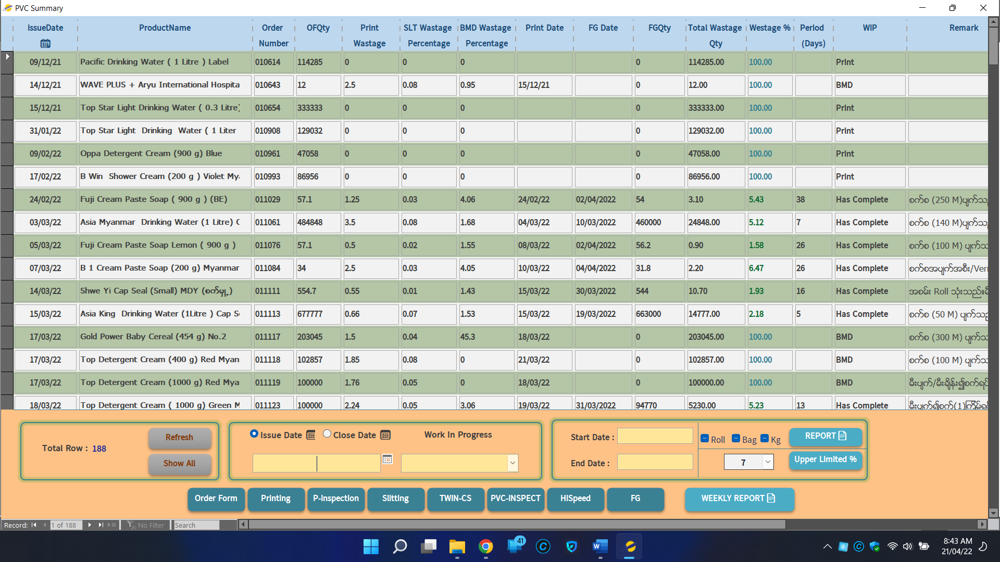 PVC Summary
IssueDate ProductName Order Number OFQty Print Wastage SLT Wastage Percentage BMD Wastage Percentage Print Date FG Date FGQty Total Wastage Qty Westage % Period (Days) WIP Remark
09/12/21 Pacific Drinking Water ( 1 Litre ) Label 010614 114285 0 0 0 0 114285.00 100.00 Print
14/12/21 WAVE PLUS + Aryu International Hospita 010643 12 2.5 0.08 0.95 15/12/21 0 12.00 100.00 BMD
15/12/21 Top Star Light Drinking Water ( 0.3 Litre) 010654 333333 0 0 0 0 333333.00 100.00 Print
31/01/22 Top Star Light Drinking Water ( 1 Liter 010908 129032 0 0 0 0 129032.00 100.00 Print
09/02/22 Oppa Detergent Cream (900 g) Blue 010961 47058 0 0 0 0 47058.00 100.00 Print
17/02/22 B Win Shower Cream (200 g ) Violet Mya 010993 86956 0 0 0 0 86956.00 100.00 Print
24/02/22 Fuji Cream Paste Soap ( 900 g ) (BE) 011029 57.1 1.25 0.03 4.06 24/02/22 02/04/2022 54 3.10 5.43 38 Has Complete စက်စ (250 M)ပျက်သည
03/03/22 Asia Myanmar Drinking Water (1 Litre) C 011061 484848 3.5 0.08 1.68 04/03/22 10/03/2022 460000 24848.00 5.12 7 Has Complete စက်စ (140 M)ပျက်သည
05/03/22 Fuji Cream Paste Soap Lemon ( 900 g ) 011076 57.1 0.5 0.02 1.55 08/03/22 02/04/2022 56.2 0.90 1.58 26 Has Complete စက်စ (100 M) ပျက်သ
07/03/22 B 1 Cream Paste Soap (200 g) Myanmar 011084 34 2.5 0.03 4.05 10/03/22 04/04/2022 31.8 2.20 6.47 26 Has Complete စက်စအပျက်အစီး/Ver
14/03/22 Shwe Yi Cap Seal (Small) MDY (စက်မှု့) 011111 554.7 0.55 0.01 1.43 15/03/22 30/03/2022 544 10.70 1.93 16 Has Complete အစမ်း Roll သုံးသည်။မီ
15/03/22 Asia King Drinking Water (1Litre ) Cap Se 011113 677777 0.66 0.07 1.53 15/03/22 19/03/2022 663000 14777.00 2.18 5 Has Complete စက်စ (50 M) ပျက်သည
17/03/22 Gold Power Baby Cereal (454 g) No.2 011117 203045 1.5 0.04 45.3 18/03/22 0 203045.00 100.00 BMD စက်စ (300 M) ပျက်သ
17/03/22 Top Detergent Cream (400 g) Red Myan 011118 102857 1.85 0.08 0 21/03/22 0 102857.00 100.00 BMD စက်စ (100 M) ပျက်သ
17/03/22 Top Detergent Cream (1000 g) Red Mya 011119 100000 1.76 0.05 0 18/03/22 0 100000.00 100.00 BMD မီးပျက်/မီးချိန်း၍စက်ရပ်
18/03/22 Top Detergent Cream ( 1000 g) Green M 011123 100000 2.24 0.05 3.06 19/03/22 31/03/2022 94770 5230.00 5.23 13 Has Complete မီးပျက်၍စက်(1)ကြိမ်ရပ်
Total Row : 188
Refresh
Show All
Issue Date Close Date Work In Progress
Start Date :
End Date :
Roll Bag Kg
7
REPORT
Upper Limited %
Order Form Printing P-Inspection Slitting TWIN-CS PVC-INSPECT HiSpeed FG WEEKLY REPORT
Record: 1 of 188 No Filter Search
41
8:43 AM
21/04/22